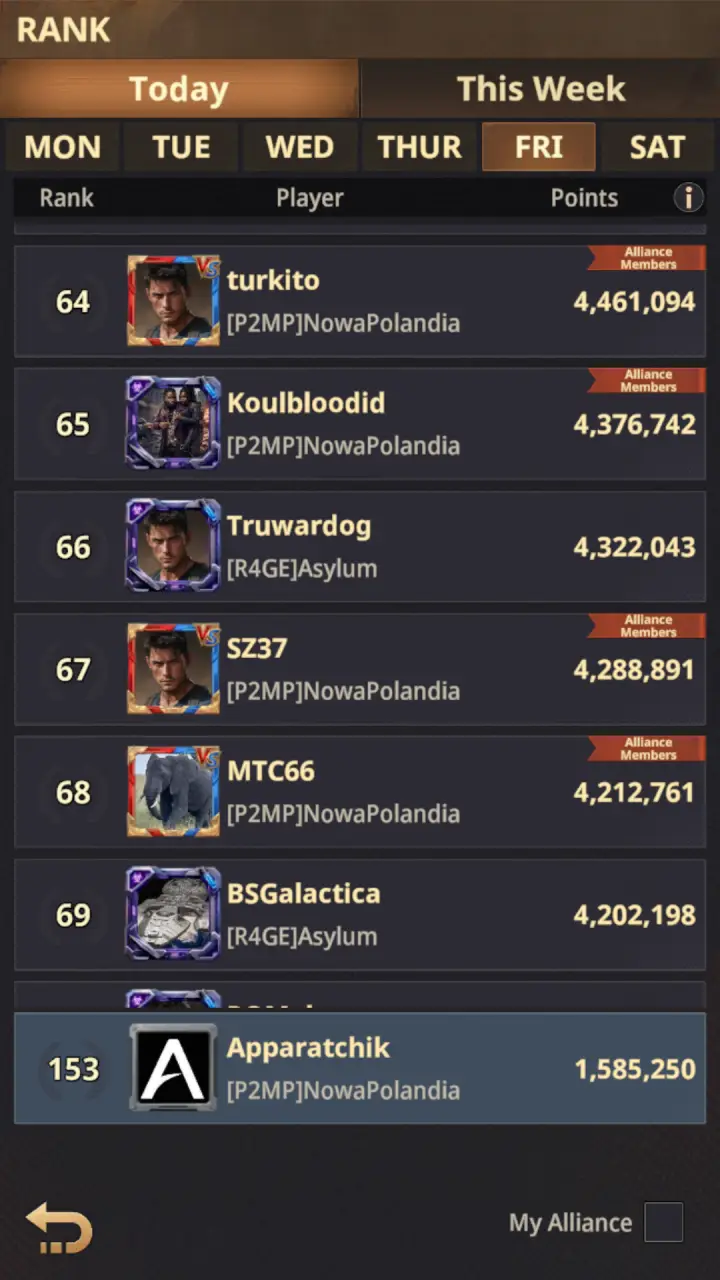 RANK
Today
This Week
MON
TUE
WED
THUR
FRI
SAT
Rank
Player
Points
i
64
turkito
[P2MP]NowaPolandia
Alliance
Members
4,461,094
65
Koulbloodid
[P2MP]NowaPolandia
Alliance
Members
4,376,742
66
Truwardog
[R4GE]Asylum
4,322,043
67
SZ37
[P2MP]NowaPolandia
Alliance
Members
4,288,891
68
MTC66
[P2MP]NowaPolandia
Alliance
Members
4,212,761
69
BSGalactica
[R4GE]Asylum
4,202,198
153
Apparatchik
[P2MP]NowaPolandia
1,585,250
My Alliance